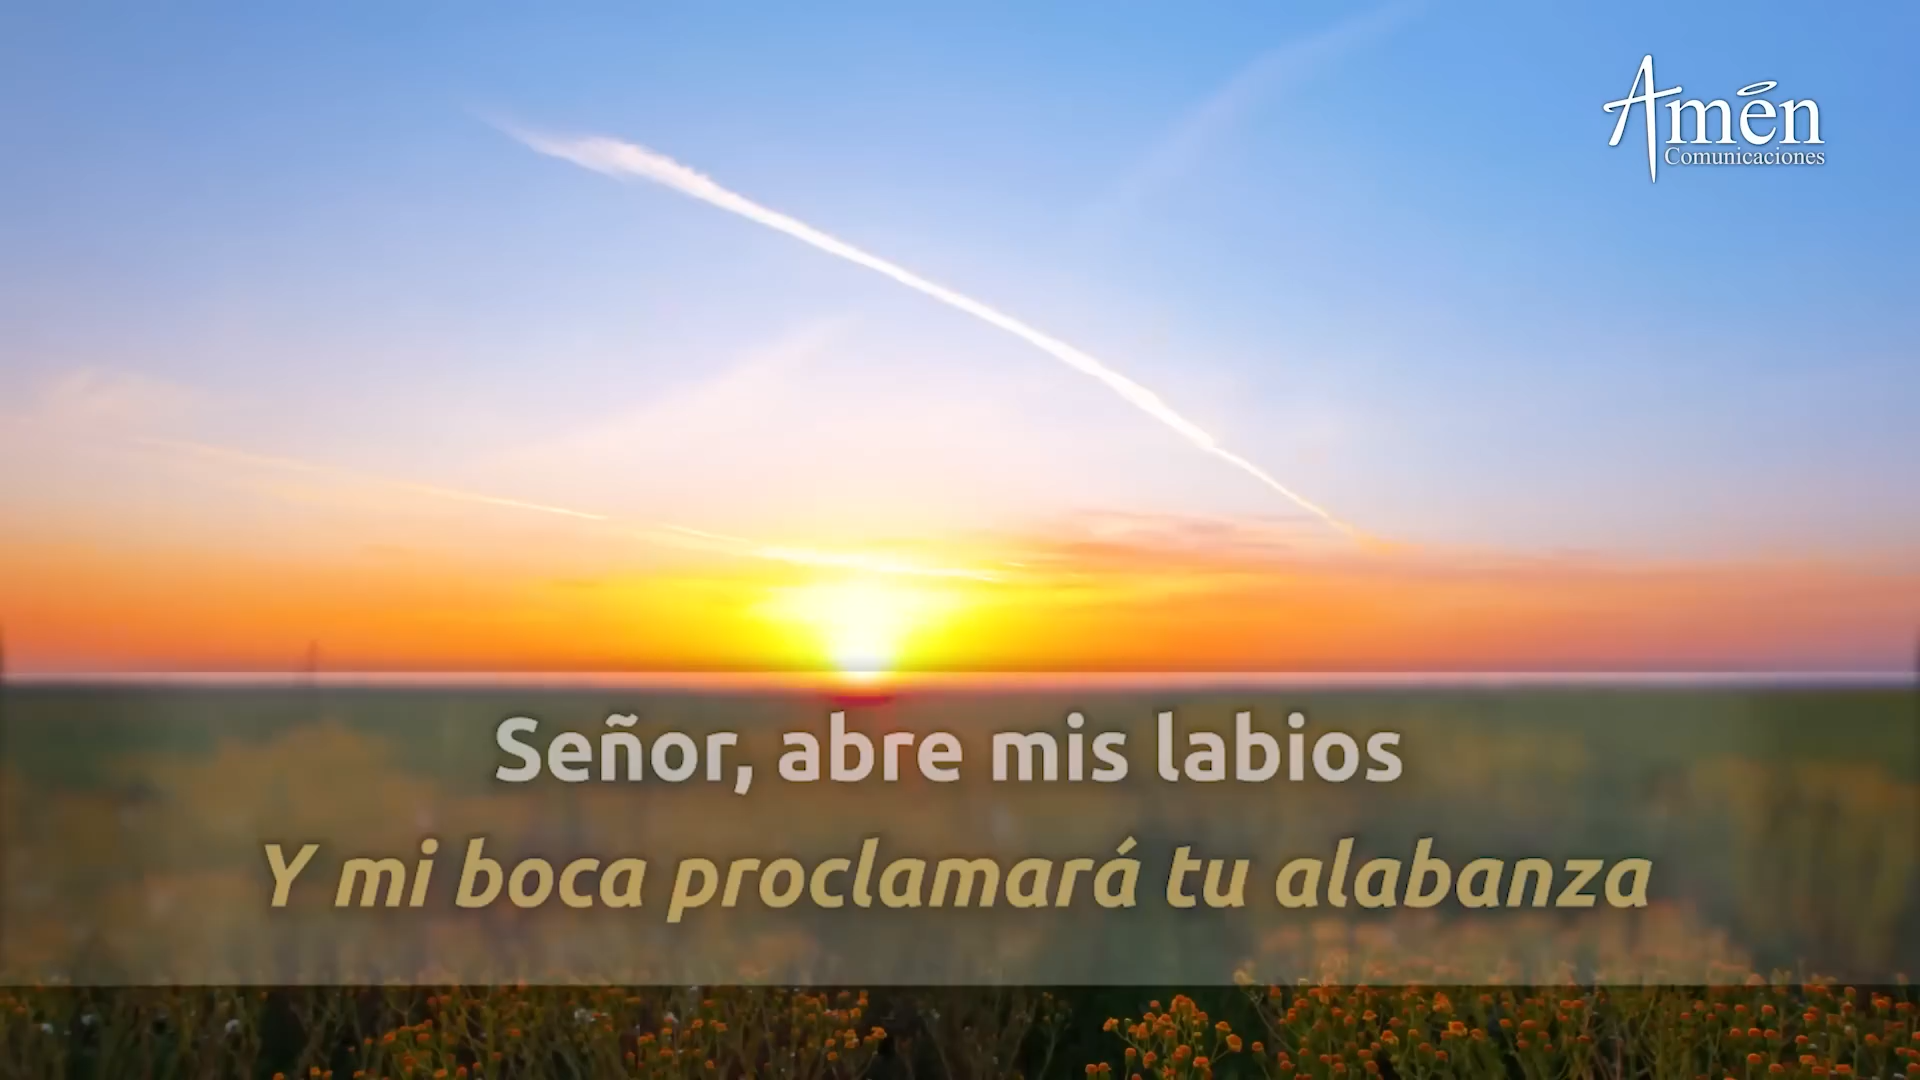 Amén
Comunicaciones
Señor, abre mis labios
Y mi boca proclamará tu alabanza